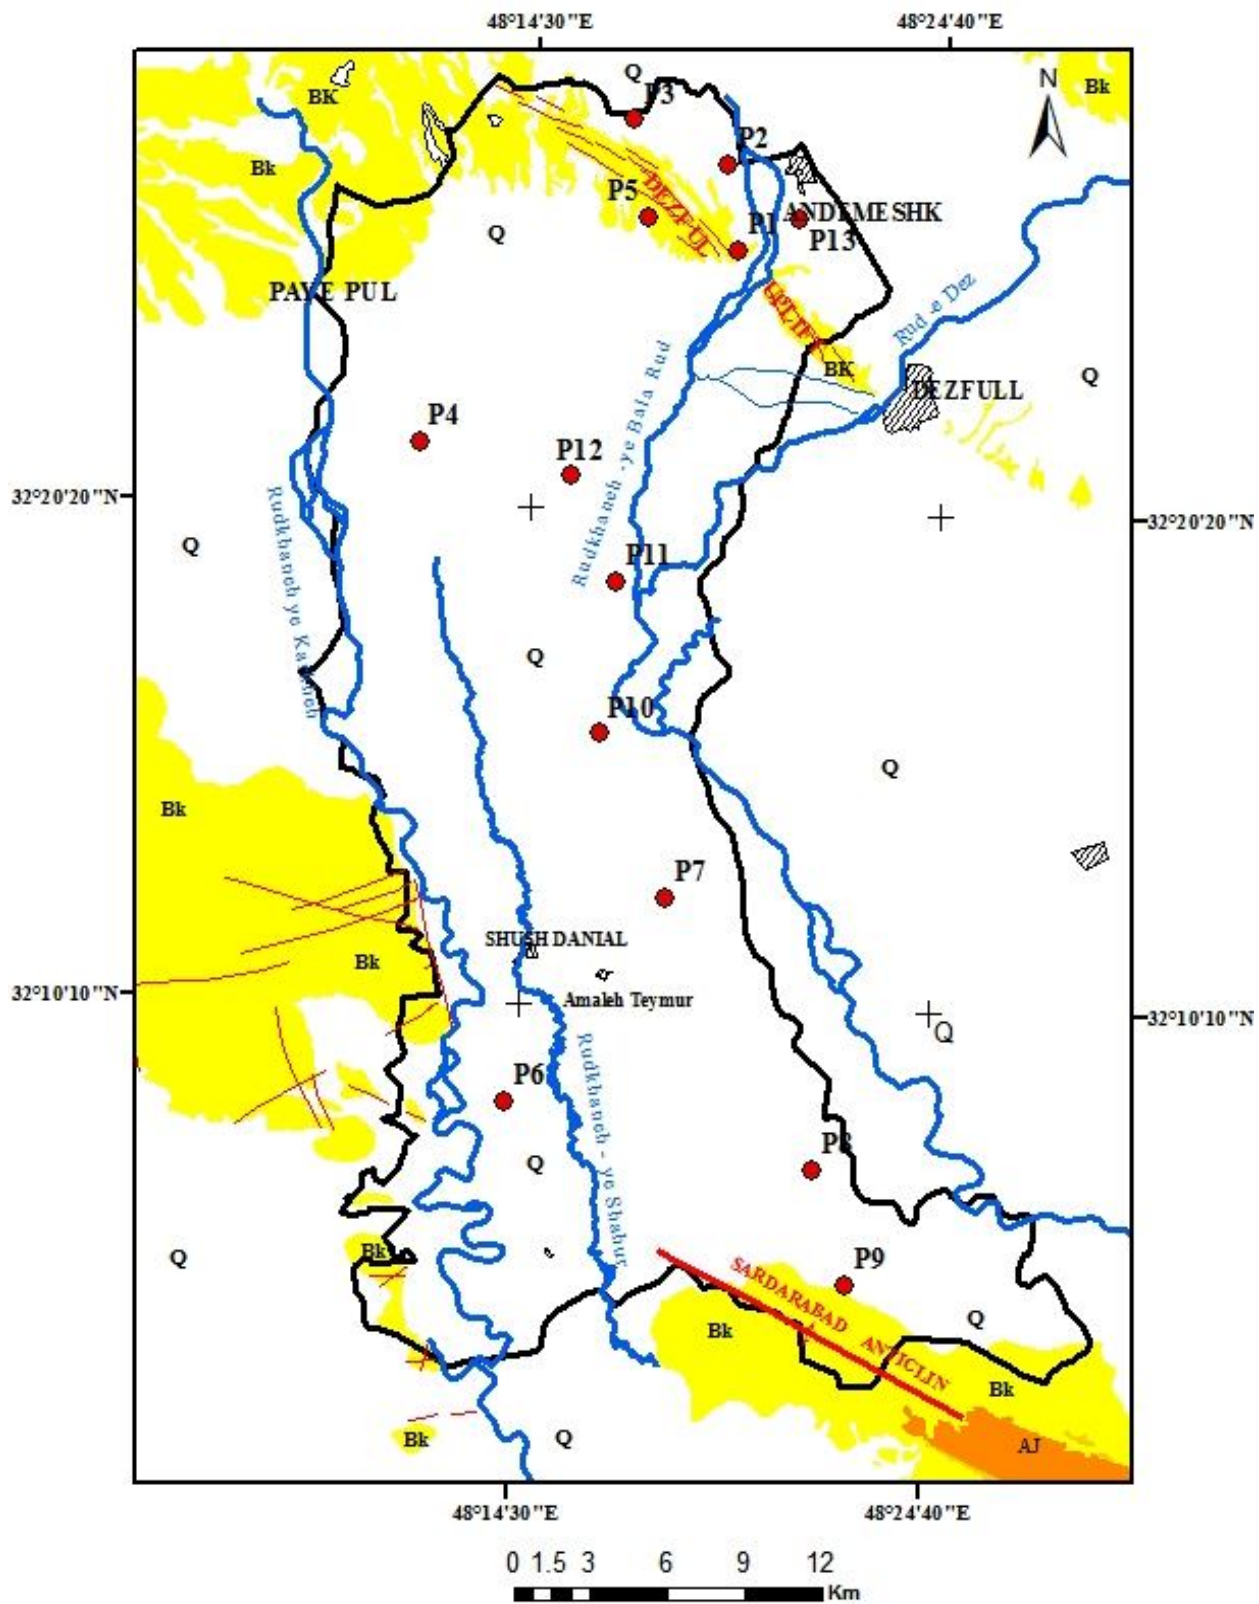 48°14'30"E 48°24'40"E
Q
N
BK
Bk
P3
P2
Bk
P5
DEZFUL
ANDEMESHK
Q
P1
P13
PAYE PUL
UPLIFT
Rud -e Dez
BK
Q
DEZFULL
Rudkhaneh -ye Bala Rud
P4
P12
32°20'20"N
32°20'20"N
Rudkhaneh ye Karkheh
Q
P11
Q
P10
Q
Bk
P7
SHUSH DANIAL
Bk
32°10'10"N
Amaleh Teymur
32°10'10"N
Q
P6
Rudkhaneh - ye Shahur
P8
Q
Q
Bk
P9
SARDARABAD ANTICLIN
Q
Bk
Bk
Bk
Q
AJ
48°14'30"E 48°24'40"E
0 1.5 3 6 9 12
Km